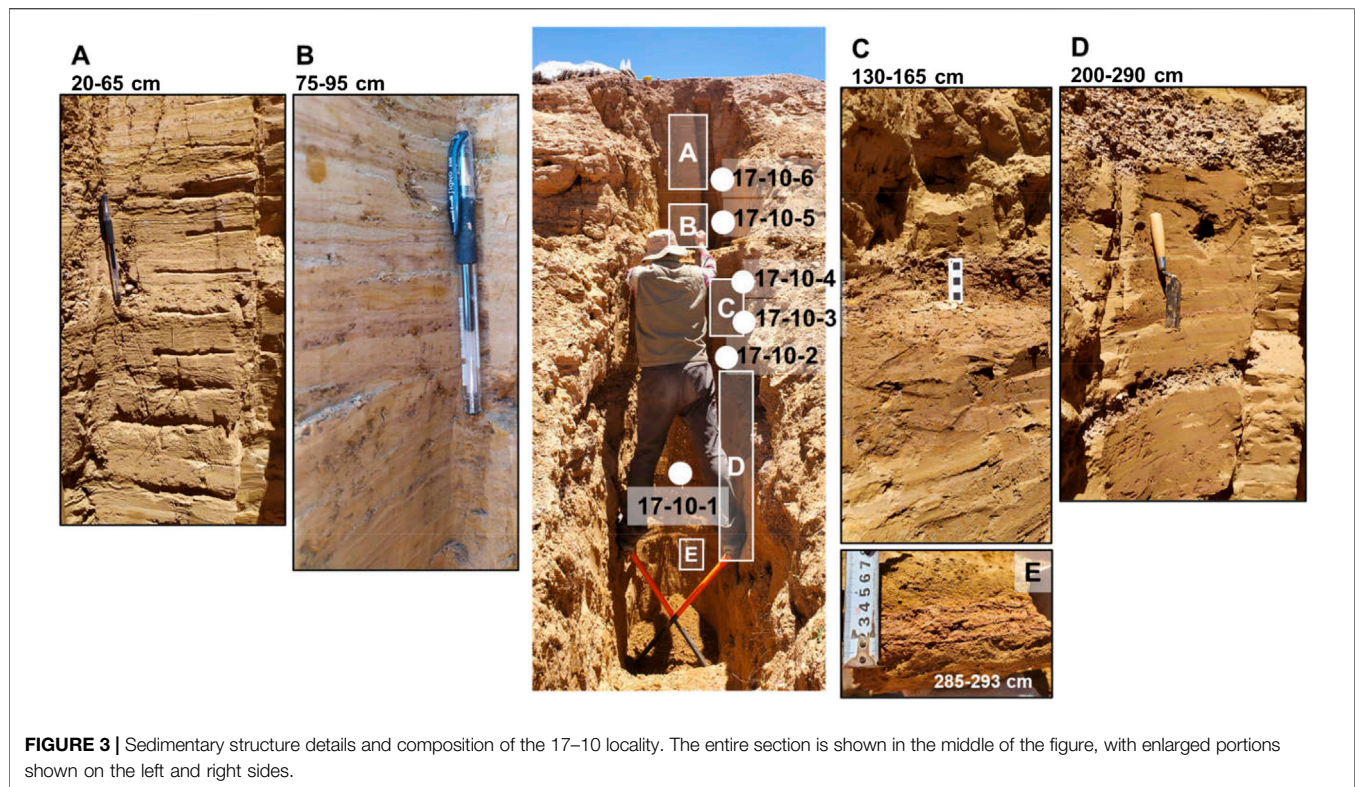 A
20-65 cm
B
75-95 cm
C
130-165 cm
D
200-290 cm
A
17-10-6
17-10-5
B
17-10-4
C
17-10-3
17-10-2
D
17-10-1
E
E
234567
285-293 cm
FIGURE 3 | Sedimentary structure details and composition of the 17–10 locality. The entire section is shown in the middle of the figure, with enlarged portions
shown on the left and right sides.